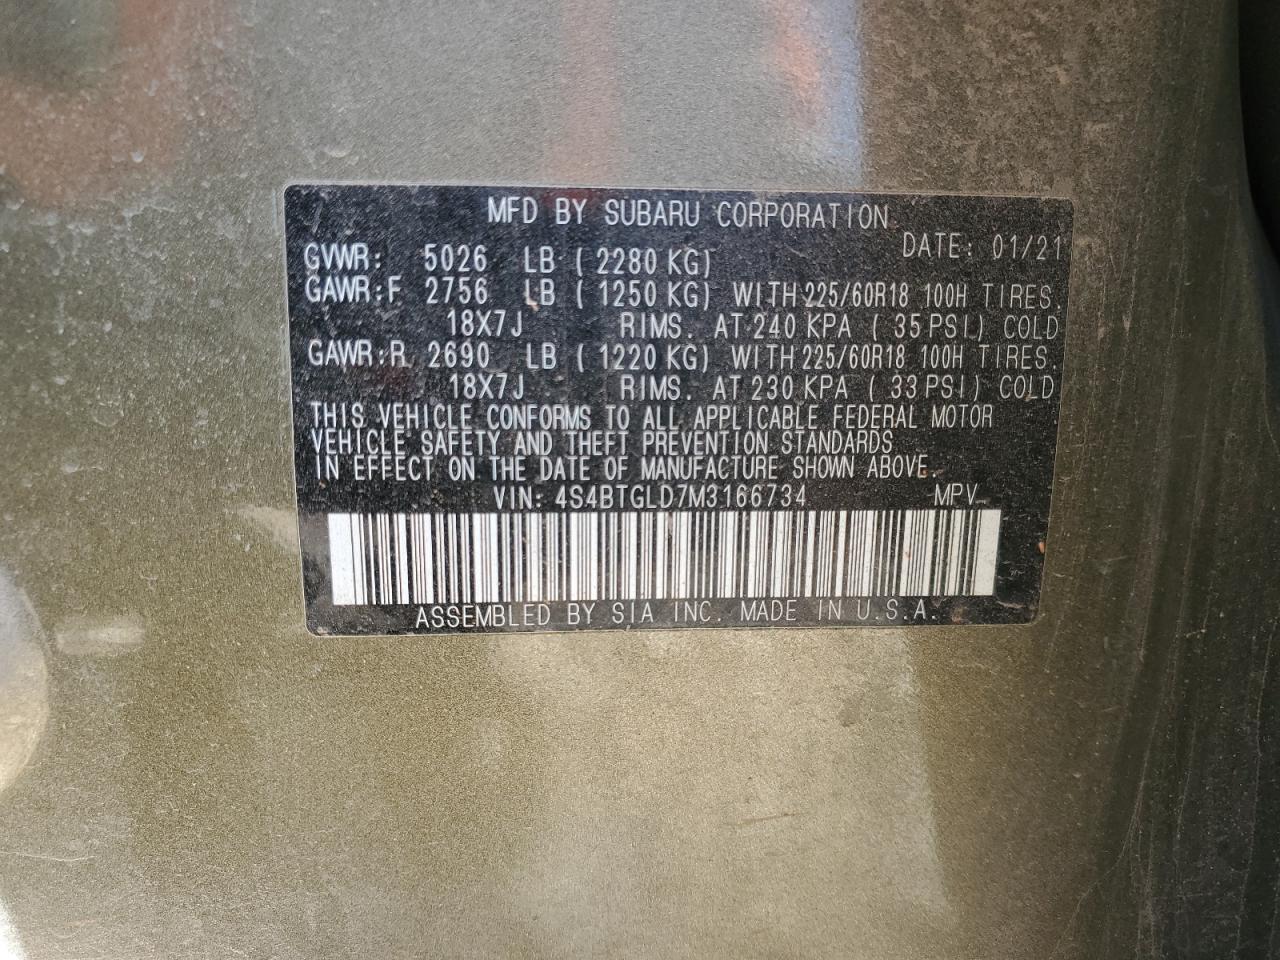 MFD BY SUBARU CORPORATION
DATE: 01/21
GVWR: 5026 LB ( 2280 KG)
GAWR:F 2756 LB ( 1250 KG) WITH 225/60R18 100H TIRES.
18X7J RIMS. AT 240 KPA ( 35 PSI) COLD
GAWR:R 2690 LB ( 1220 KG) WITH 225/60R18 100H TIRES.
18X7J RIMS. AT 230 KPA ( 33 PSI) COLD
THIS VEHICLE CONFORMS TO ALL APPLICABLE FEDERAL MOTOR
VEHICLE SAFETY AND THEFT PREVENTION STANDARDS
IN EFFECT ON THE DATE OF MANUFACTURE SHOWN ABOVE.
VIN: 4S4BTGLD7M3166734 MPV
ASSEMBLED BY SIA INC. MADE IN U.S.A.